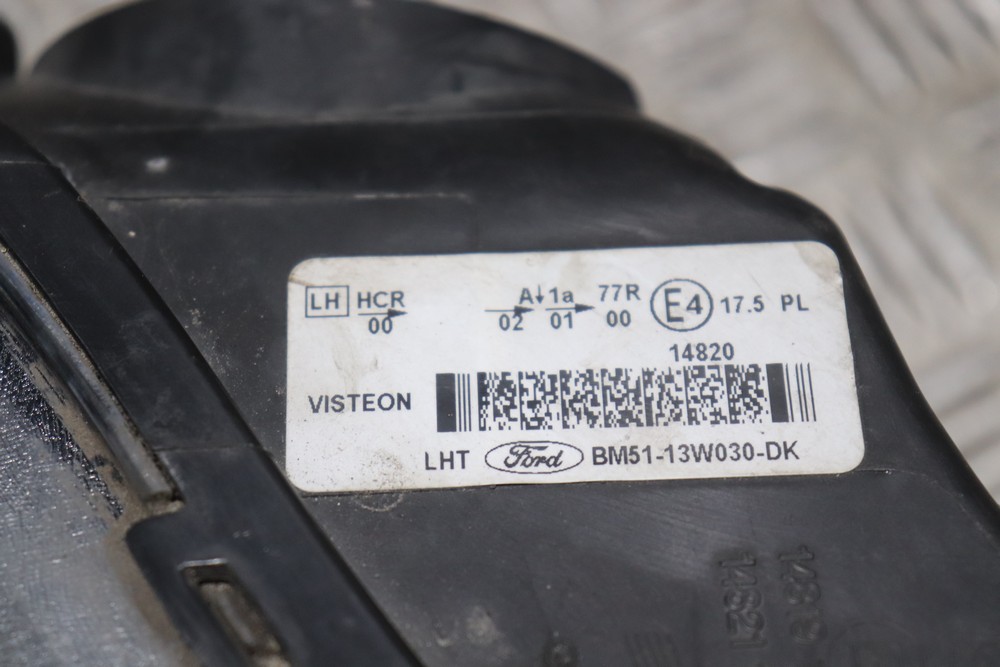 LH HCR A↓1a 77R E4 17.5 PL
00 02 01 00
14820
VISTEON
LHT Ford BM51-13W030-DK